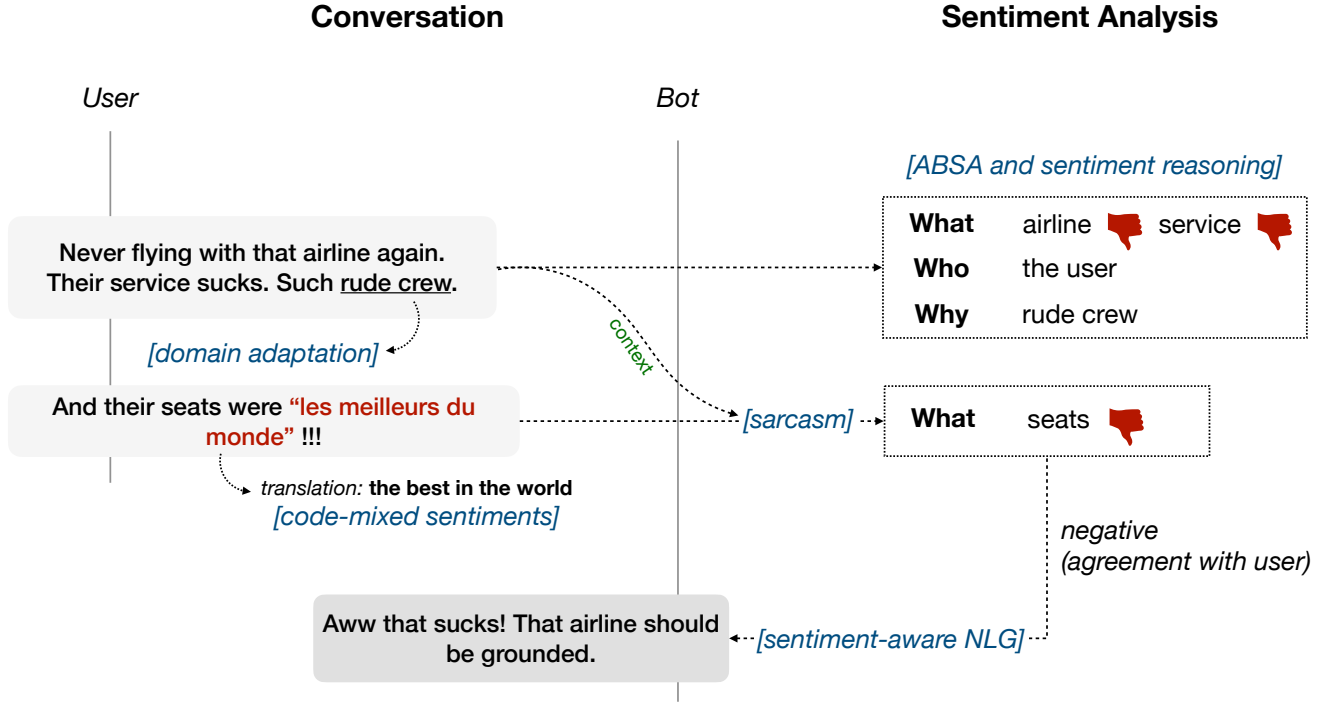 Conversation
Sentiment Analysis
User
Bot
[ABSA and sentiment reasoning]
Never flying with that airline again.
Their service sucks. Such rude crew.
What airline service
Who the user
Why rude crew
context
[domain adaptation]
And their seats were “les meilleurs du
monde” !!!
[sarcasm]
What seats
translation: the best in the world
[code-mixed sentiments]
negative
(agreement with user)
Aww that sucks! That airline should
be grounded.
[sentiment-aware NLG]